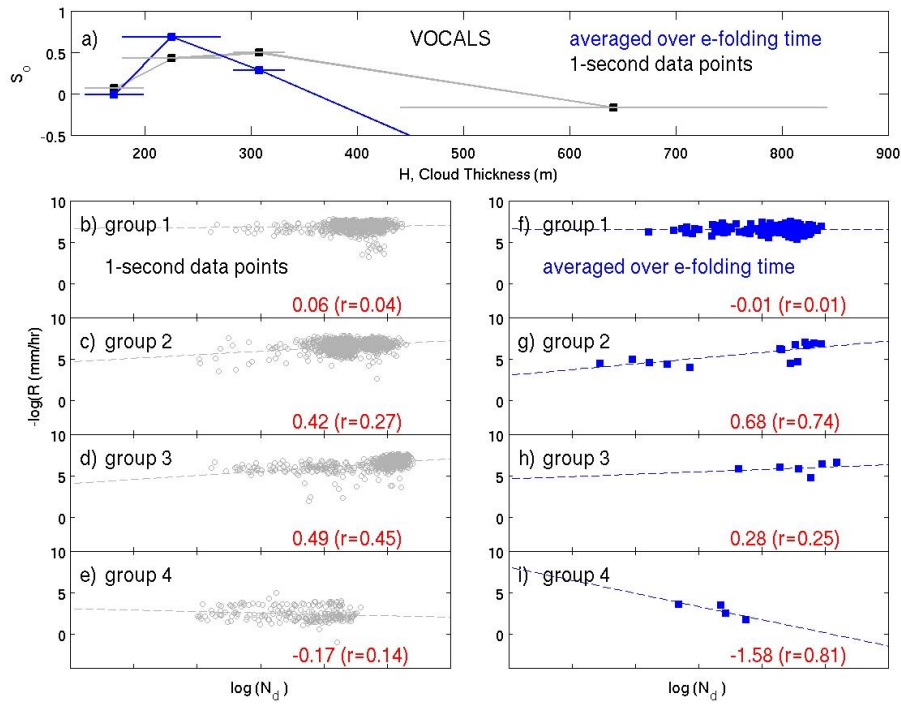 a)
VOCALS
averaged over e-folding time
1-second data points
S_o
1
0.5
0
-0.5
200 300 400 500 600 700 800 900
H, Cloud Thickness (m)
-log(R (mm/hr)
10
5
0
b) group 1
1-second data points
0.06 (r=0.04)
10
5
0
c) group 2
0.42 (r=0.27)
10
5
0
d) group 3
0.49 (r=0.45)
10
5
0
e) group 4
-0.17 (r=0.14)
log(N_d)
10
5
0
f) group 1
averaged over e-folding time
-0.01 (r=0.01)
10
5
0
g) group 2
0.68 (r=0.74)
10
5
0
h) group 3
0.28 (r=0.25)
10
5
0
i) group 4
-1.58 (r=0.81)
log(N_d)